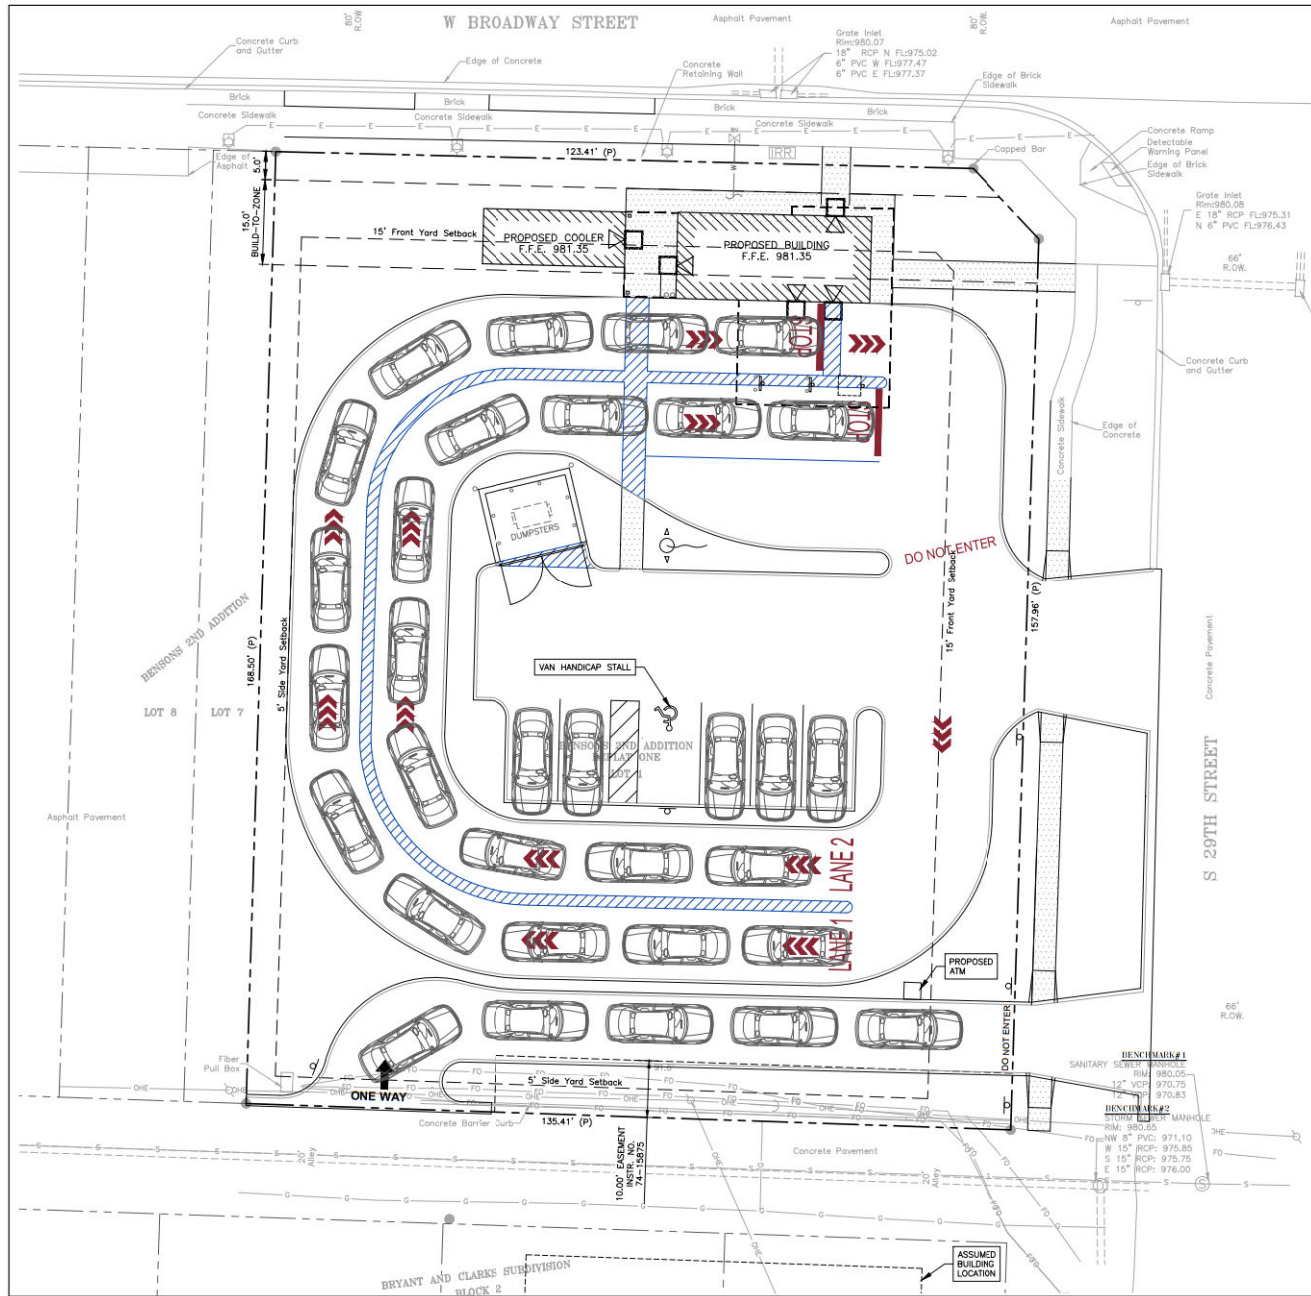 80'
R.O.W
W BROADWAY STREET
Asphalt Pavement
80'
R.O.W.
Asphalt Pavement
Concrete Curb
and Gutter
Edge of Concrete
Concrete
Retaining Wall
Grate Inlet
Rim:980.07
18" RCP N FL:975.02
6" PVC W FL:977.47
6" PVC E FL:977.37
Edge of Brick
Sidewalk
Brick
Brick
Brick
Brick
Concrete Sidewalk
Concrete Sidewalk
Concrete Sidewalk
Edge of
Asphalt
5.0'
123.41' (P)
IRR
Capped Bar
Concrete Ramp
Detectable
Warning Panel
Edge of Brick
Sidewalk
Grate Inlet
Rim:980.08
E 18" RCP FL:975.31
N 6" PVC FL:976.43
66'
R.O.W.
15.0'
BUILD-TO-ZONE
15' Front Yard Setback
PROPOSED COOLER
F.F.E. 981.35
PROPOSED BUILDING
F.F.E. 981.35
STOP
STOP
Concrete Curb
and Gutter
Concrete Sidewalk
Edge of
Concrete
DUMPSTERS
DO NOT ENTER
15' Front Yard Setback
157.96' (P)
BENSONS 2ND ADDITION
LOT 8
LOT 7
168.50' (P)
5' Side Yard Setback
VAN HANDICAP STALL
BENSONS 2ND ADDITION
REPLAT ONE
LOT 1
Concrete Pavement
S 29TH STREET
Asphalt Pavement
LANE 2
LANE 1
PROPOSED
ATM
DO NOT ENTER
66'
R.O.W.
Fiber
Pull Box
ONE WAY
5' Side Yard Setback
91.6
Concrete Barrier Curb
135.41' (P)
10.00' EASEMENT
INSTR. NO.
74-15875
BENCHMARK#1
SANITARY SEWER MANHOLE
RIM: 980.05
12" VCP: 970.75
12" VCP: 970.83
BENCHMARK#2
STORM SEWER MANHOLE
RIM: 980.65
NW 8" PVC: 971.10
W 15" RCP: 975.85
S 15" RCP: 975.75
E 15" RCP: 976.00
20'
Alley
Concrete Pavement
20'
Alley
ASSUMED
BUILDING
LOCATION
BRYANT AND CLARKS SUBDIVISION
BLOCK 2